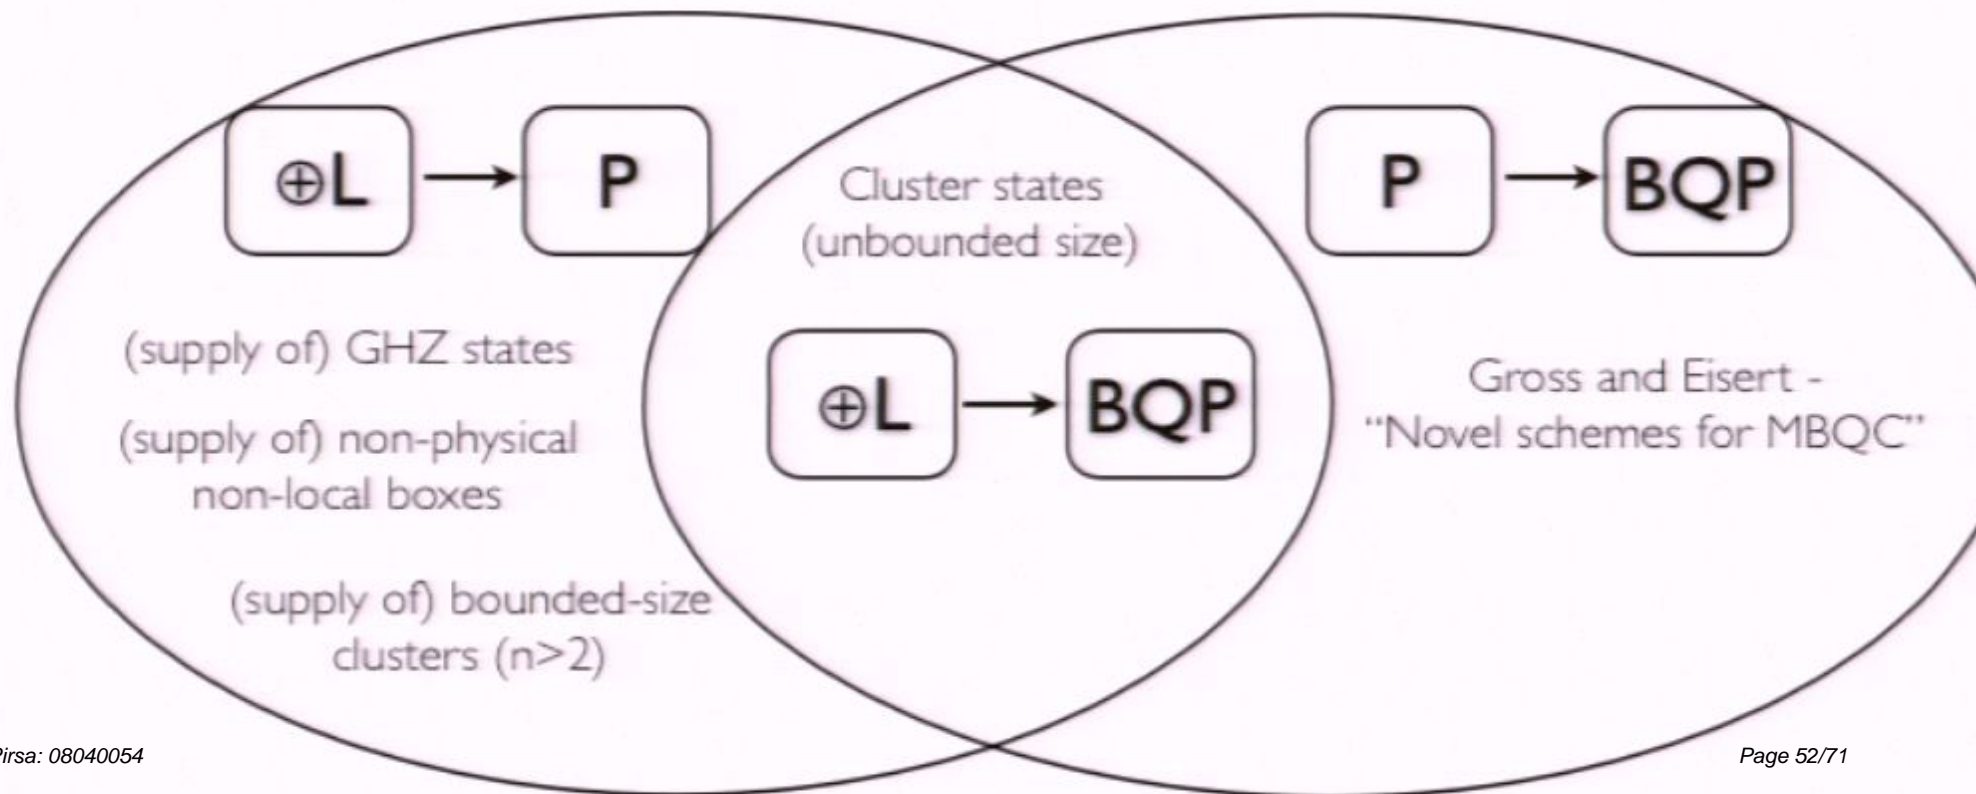 ⊕L
P
(supply of) GHZ states
(supply of) non-physical
non-local boxes
(supply of) bounded-size
clusters (n>2)
Cluster states
(unbounded size)
⊕L
BQP
P
BQP
Gross and Eisert -
“Novel schemes for MBQC”
Pirsa: 08040054
Page 52/71